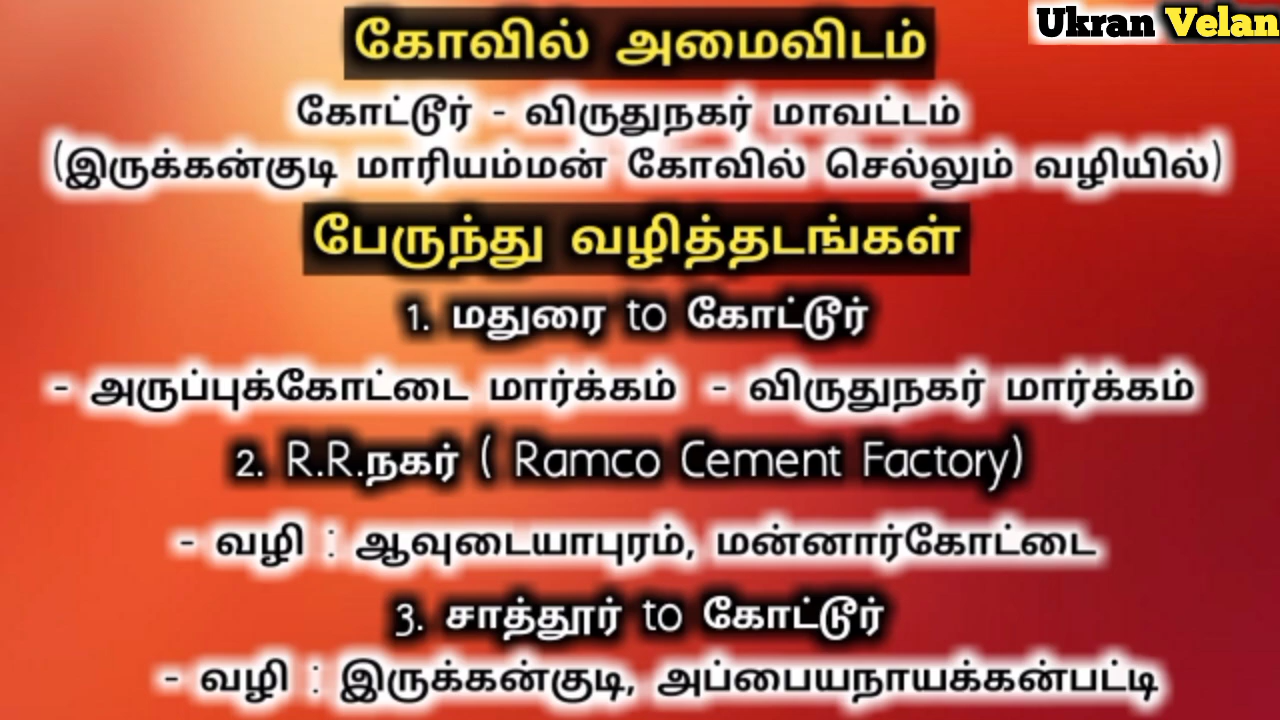 Ukran Velan
கோவில் அமைவிடம்
கோட்டூர் - விருதுநகர் மாவட்டம்
(இருக்கன்குடி மாரியம்மன் கோவில் செல்லும் வழியில்)
பேருந்து வழித்தடங்கள்
1. மதுரை to கோட்டூர்
- அருப்புக்கோட்டை மார்க்கம் - விருதுநகர் மார்க்கம்
2. R.R.நகர் ( Ramco Cement Factory)
- வழி : ஆவுடையாபுரம், மன்னார்கோட்டை
3. சாத்தூர் to கோட்டூர்
- வழி : இருக்கன்குடி, அப்பையநாயக்கன்பட்டி